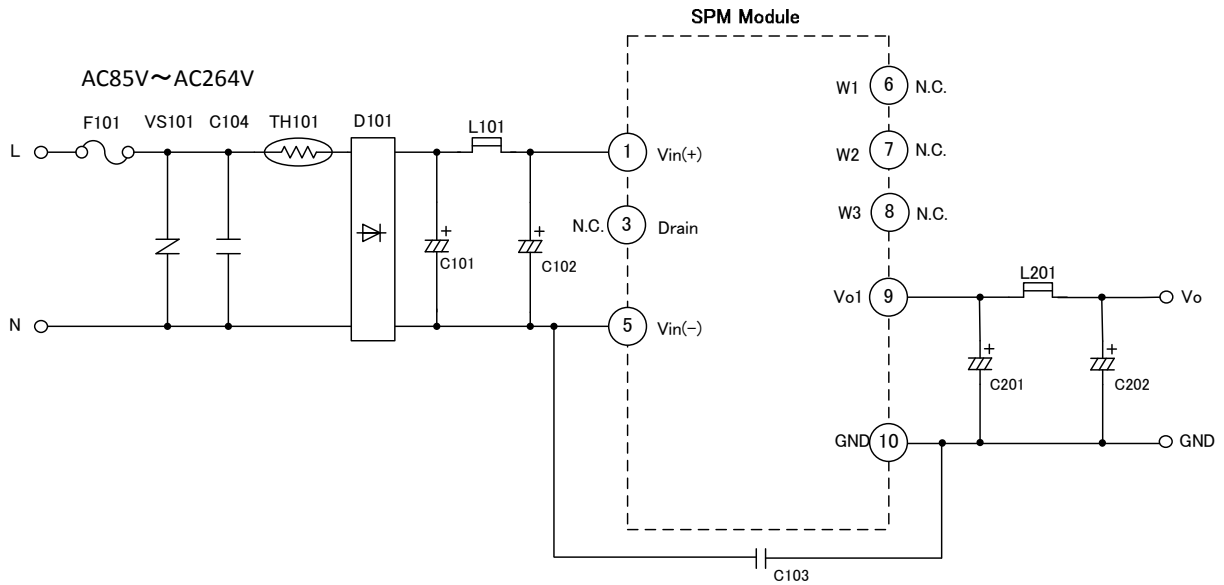 SPM Module
AC85V～AC264V
F101 VS101 C104 TH101 D101 L101
L
N
+
C101
+
C102
1 Vin(+)
N.C. 3 Drain
5 Vin(-)
W1 6 N.C.
W2 7 N.C.
W3 8 N.C.
Vo1 9
L201
Vo
+
C201
+
C202
GND 10
GND
C103